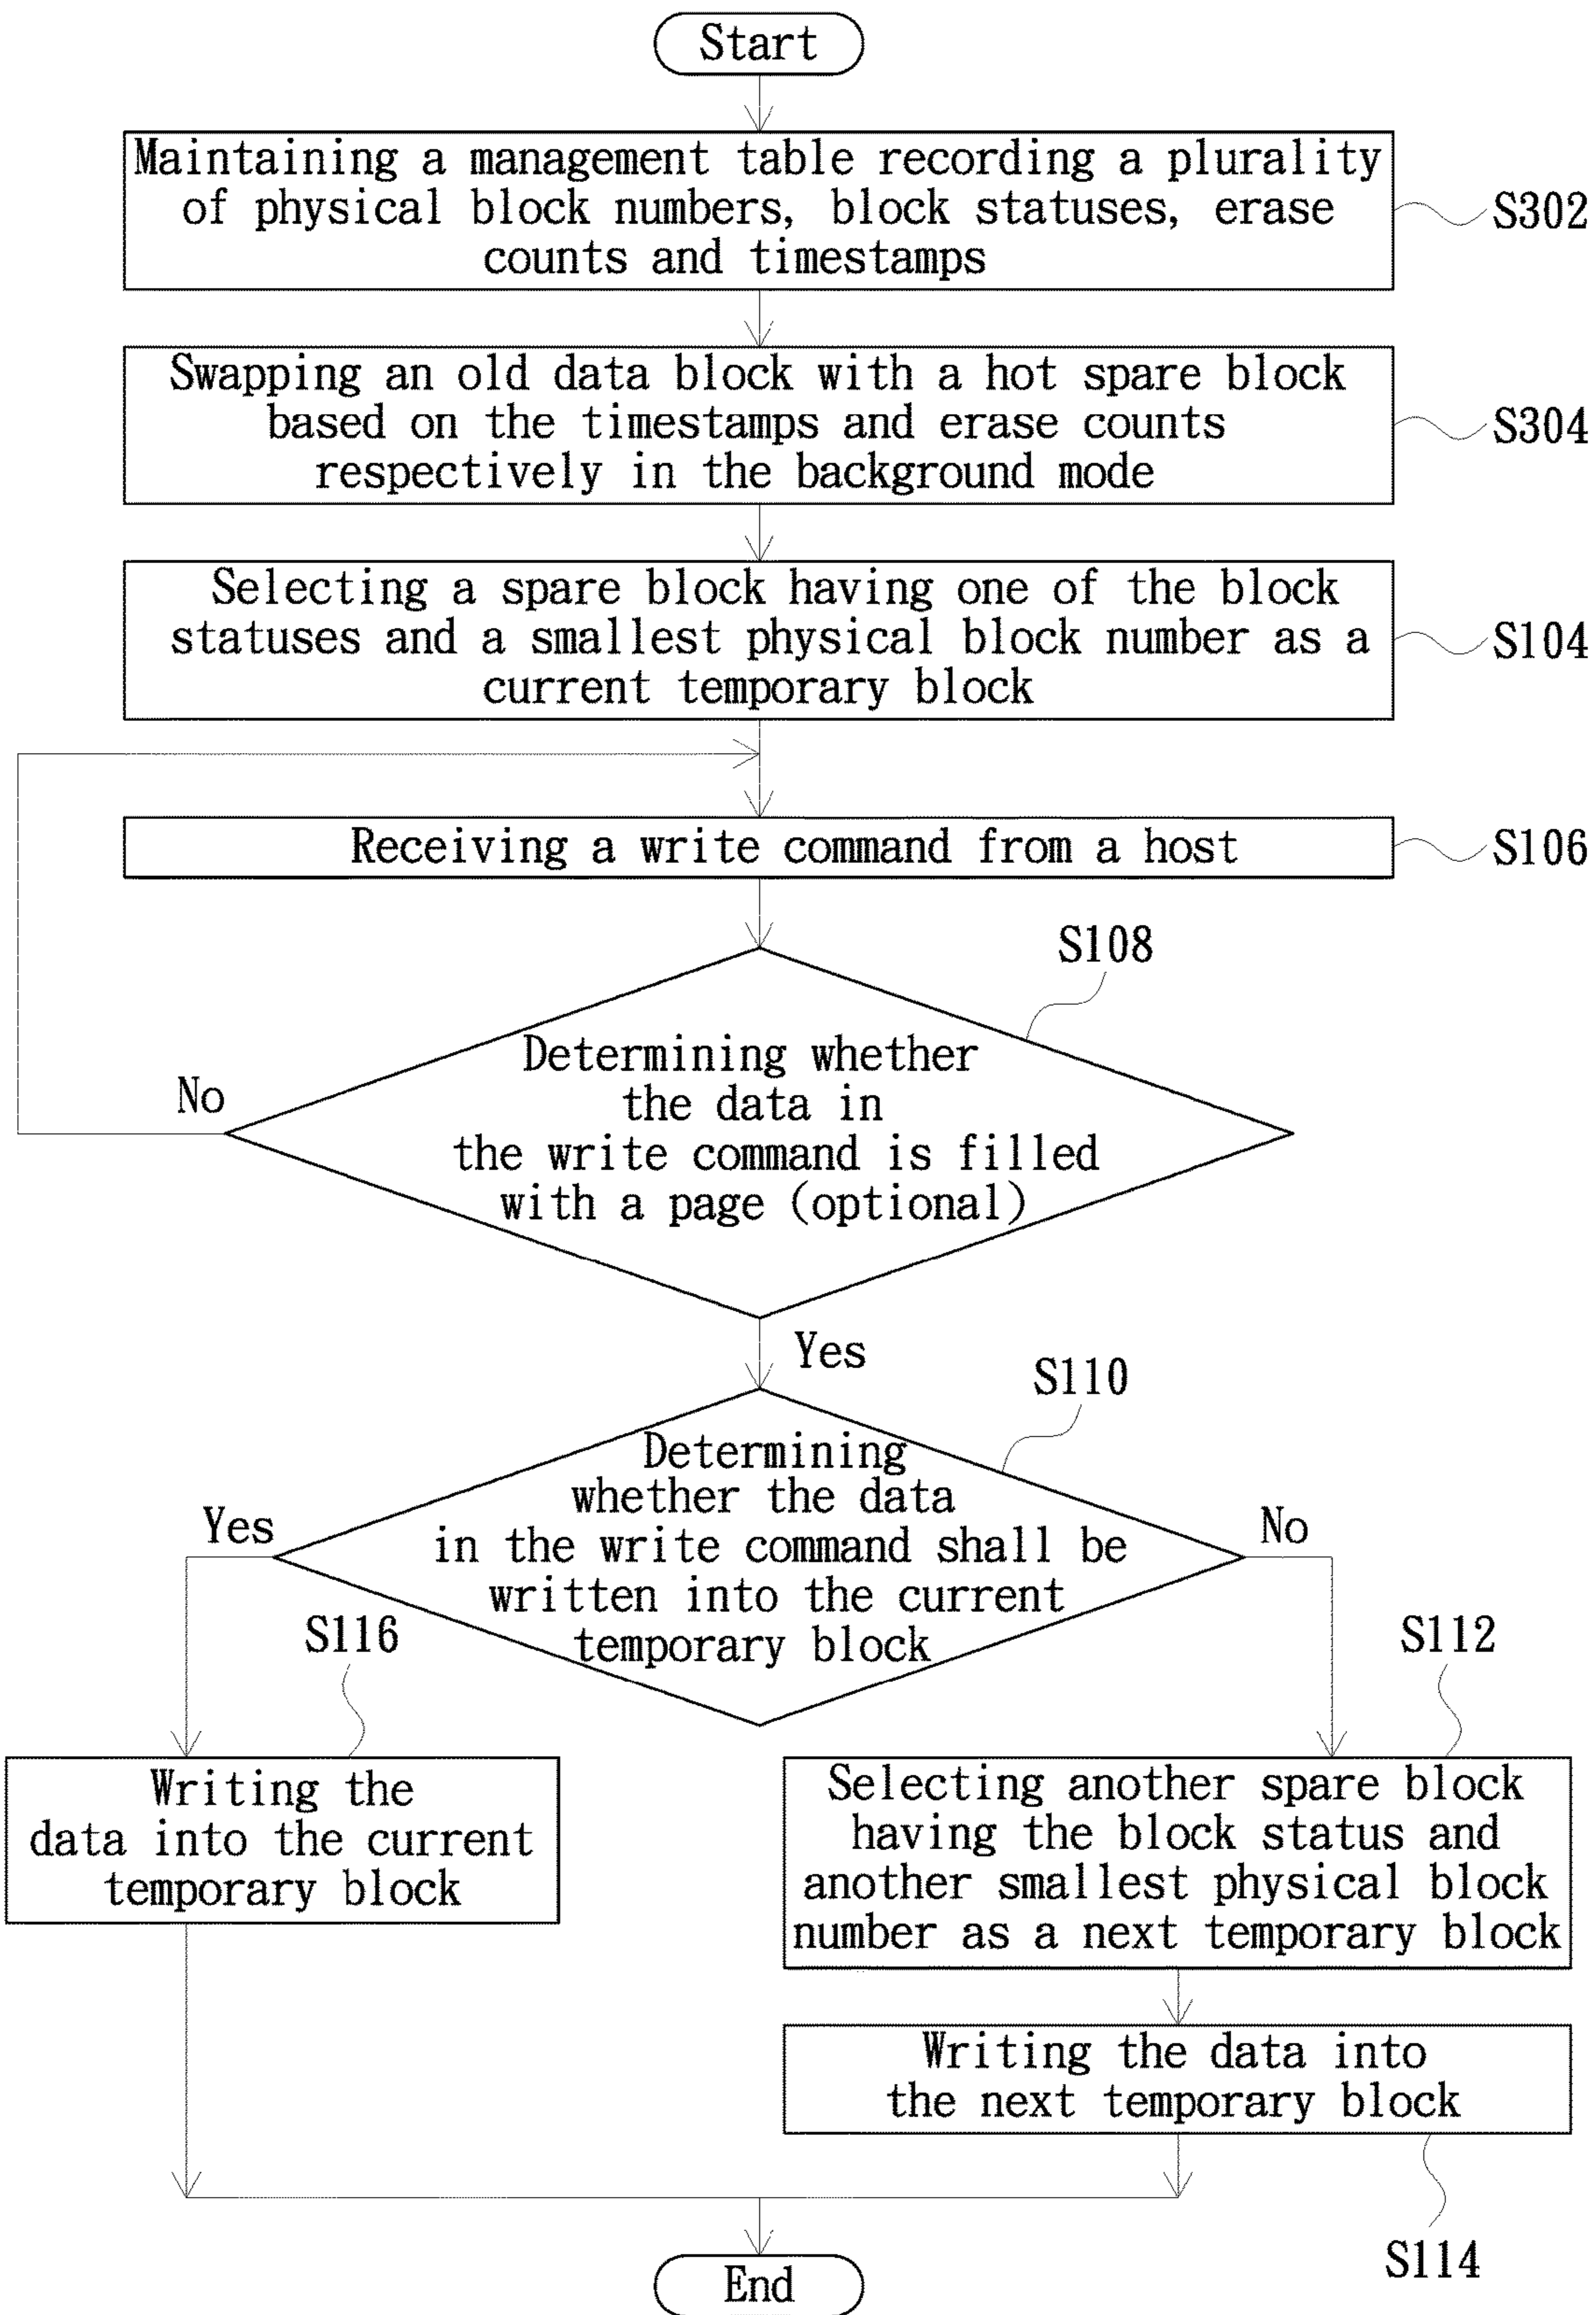 Start
Maintaining a management table recording a plurality
of physical block numbers, block statuses, erase
counts and timestamps
S302
Swapping an old data block with a hot spare block
based on the timestamps and erase counts
respectively in the background mode
S304
Selecting a spare block having one of the block
statuses and a smallest physical block number as a
current temporary block
S104
Receiving a write command from a host
S106
S108
Determining whether
the data in
the write command is filled
with a page (optional)
No
Yes
S110
Determining
whether the data
in the write command shall be
written into the current
temporary block
Yes
No
S116
S112
Writing the
data into the current
temporary block
Selecting another spare block
having the block status and
another smallest physical block
number as a next temporary block
Writing the data into
the next temporary block
S114
End